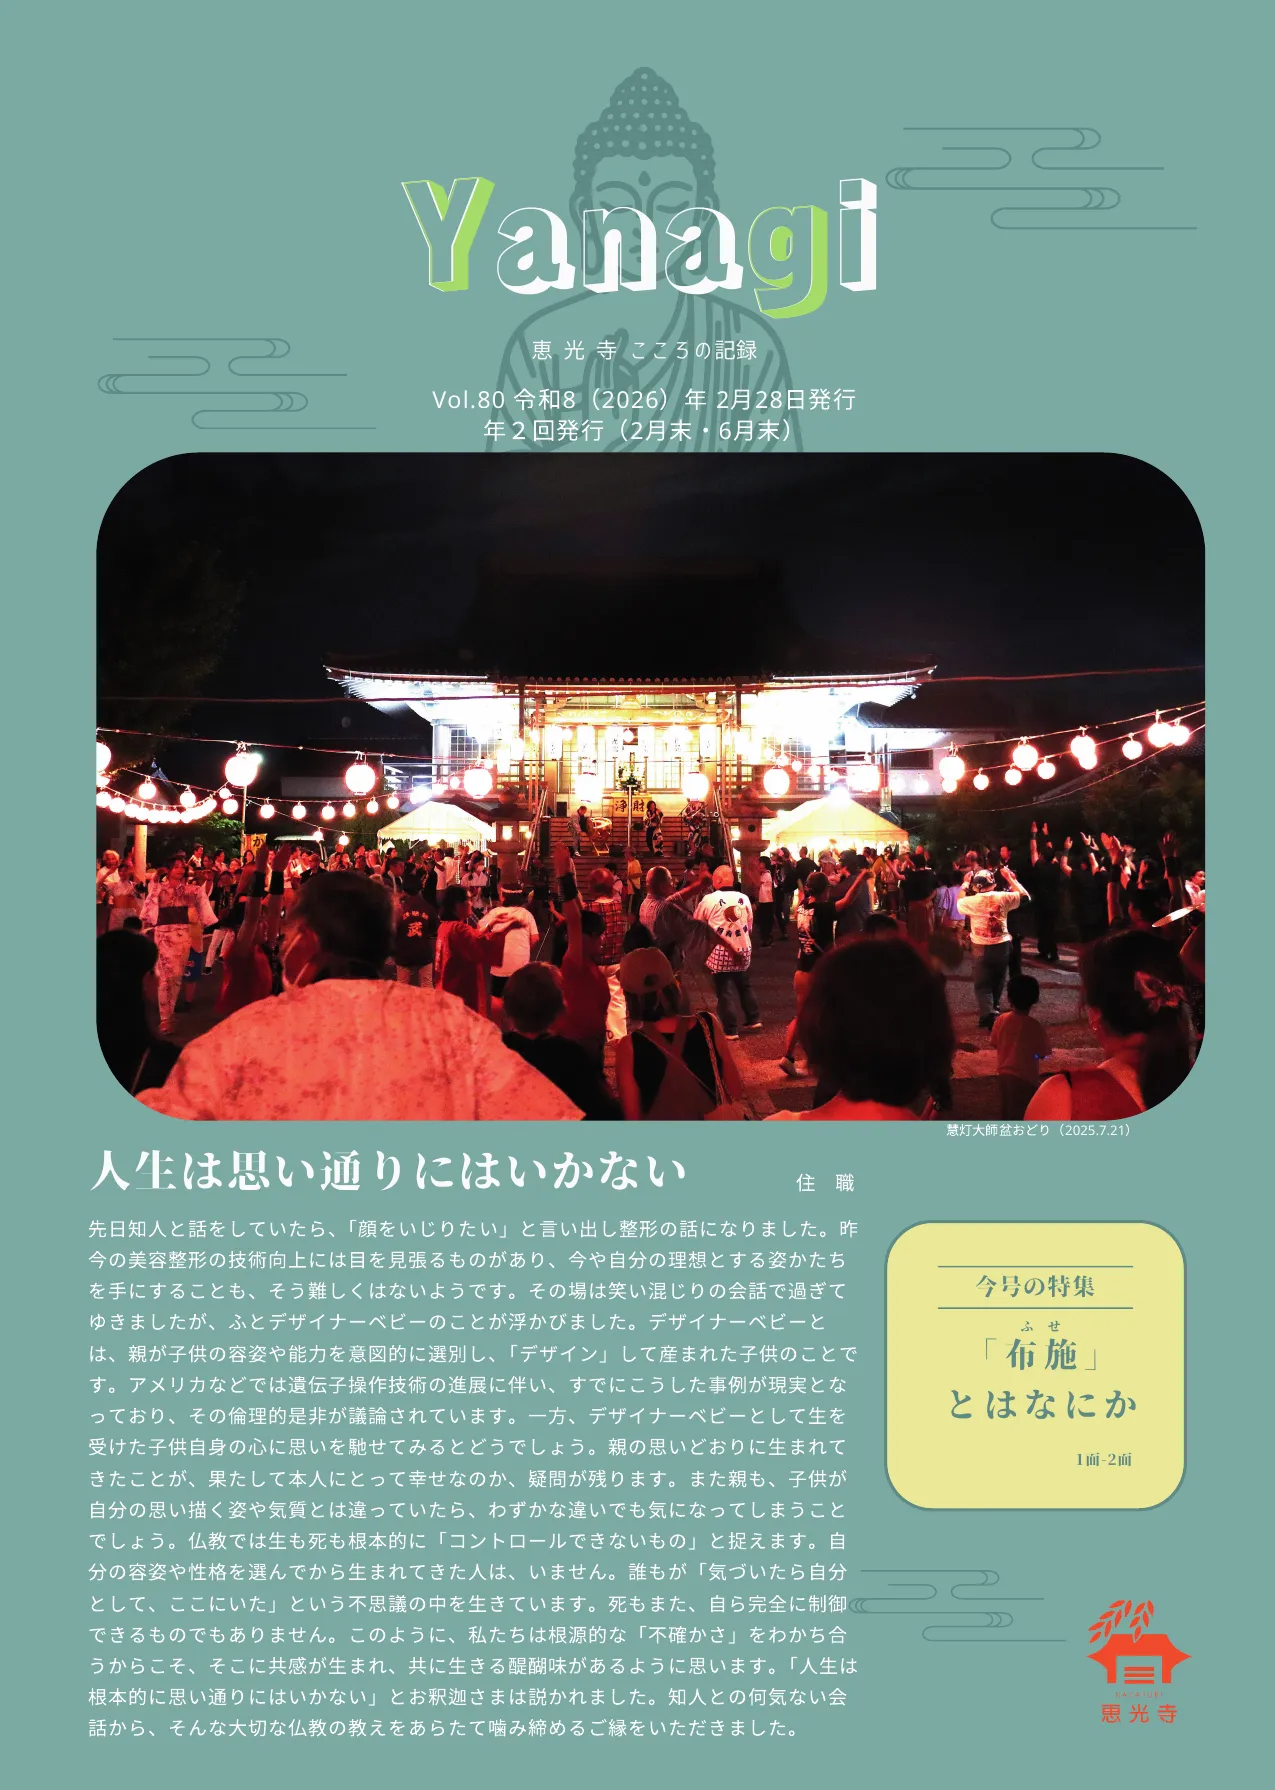 Yanagi
恵 光 寺 こころの記録
Vol.80 令和8（2026）年 2月28日発行
年２回発行（2月末・6月末）
浄財
慧灯大師盆おどり（2025.7.21）
人生は思い通りにはいかない
住 職
先日知人と話をしていたら、「顔をいじりたい」と言い出し整形の話になりました。昨
今の美容整形の技術向上には目を見張るものがあり、今や自分の理想とする姿かたち
を手にすることも、そう難しくはないようです。その場は笑い混じりの会話で過ぎて
ゆきましたが、ふとデザイナーベビーのことが浮かびました。デザイナーベビーと
は、親が子供の容姿や能力を意図的に選別し、「デザイン」して産まれた子供のことで
す。アメリカなどでは遺伝子操作技術の進展に伴い、すでにこうした事例が現実とな
っており、その倫理的是非が議論されています。一方、デザイナーベビーとして生を
受けた子供自身の心に思いを馳せてみるとどうでしょう。親の思いどおりに生まれて
きたことが、果たして本人にとって幸せなのか、疑問が残ります。また親も、子供が
自分の思い描く姿や気質とは違っていたら、わずかな違いでも気になってしまうこと
でしょう。仏教では生も死も根本的に「コントロールできないもの」と捉えます。自
分の容姿や性格を選んでから生まれてきた人は、いません。誰もが「気づいたら自分
として、ここにいた」という不思議の中を生きています。死もまた、自ら完全に制御
できるものでもありません。このように、私たちは根源的な「不確かさ」をわかち合
うからこそ、そこに共感が生まれ、共に生きる醍醐味があるように思います。「人生は
根本的に思い通りにはいかない」とお釈迦さまは説かれました。知人との何気ない会
話から、そんな大切な仏教の教えをあらためて噛み締めるご縁をいただきました。
今号の特集
ふ せ
「布施」
とはなにか
1面-2面
恵光寺